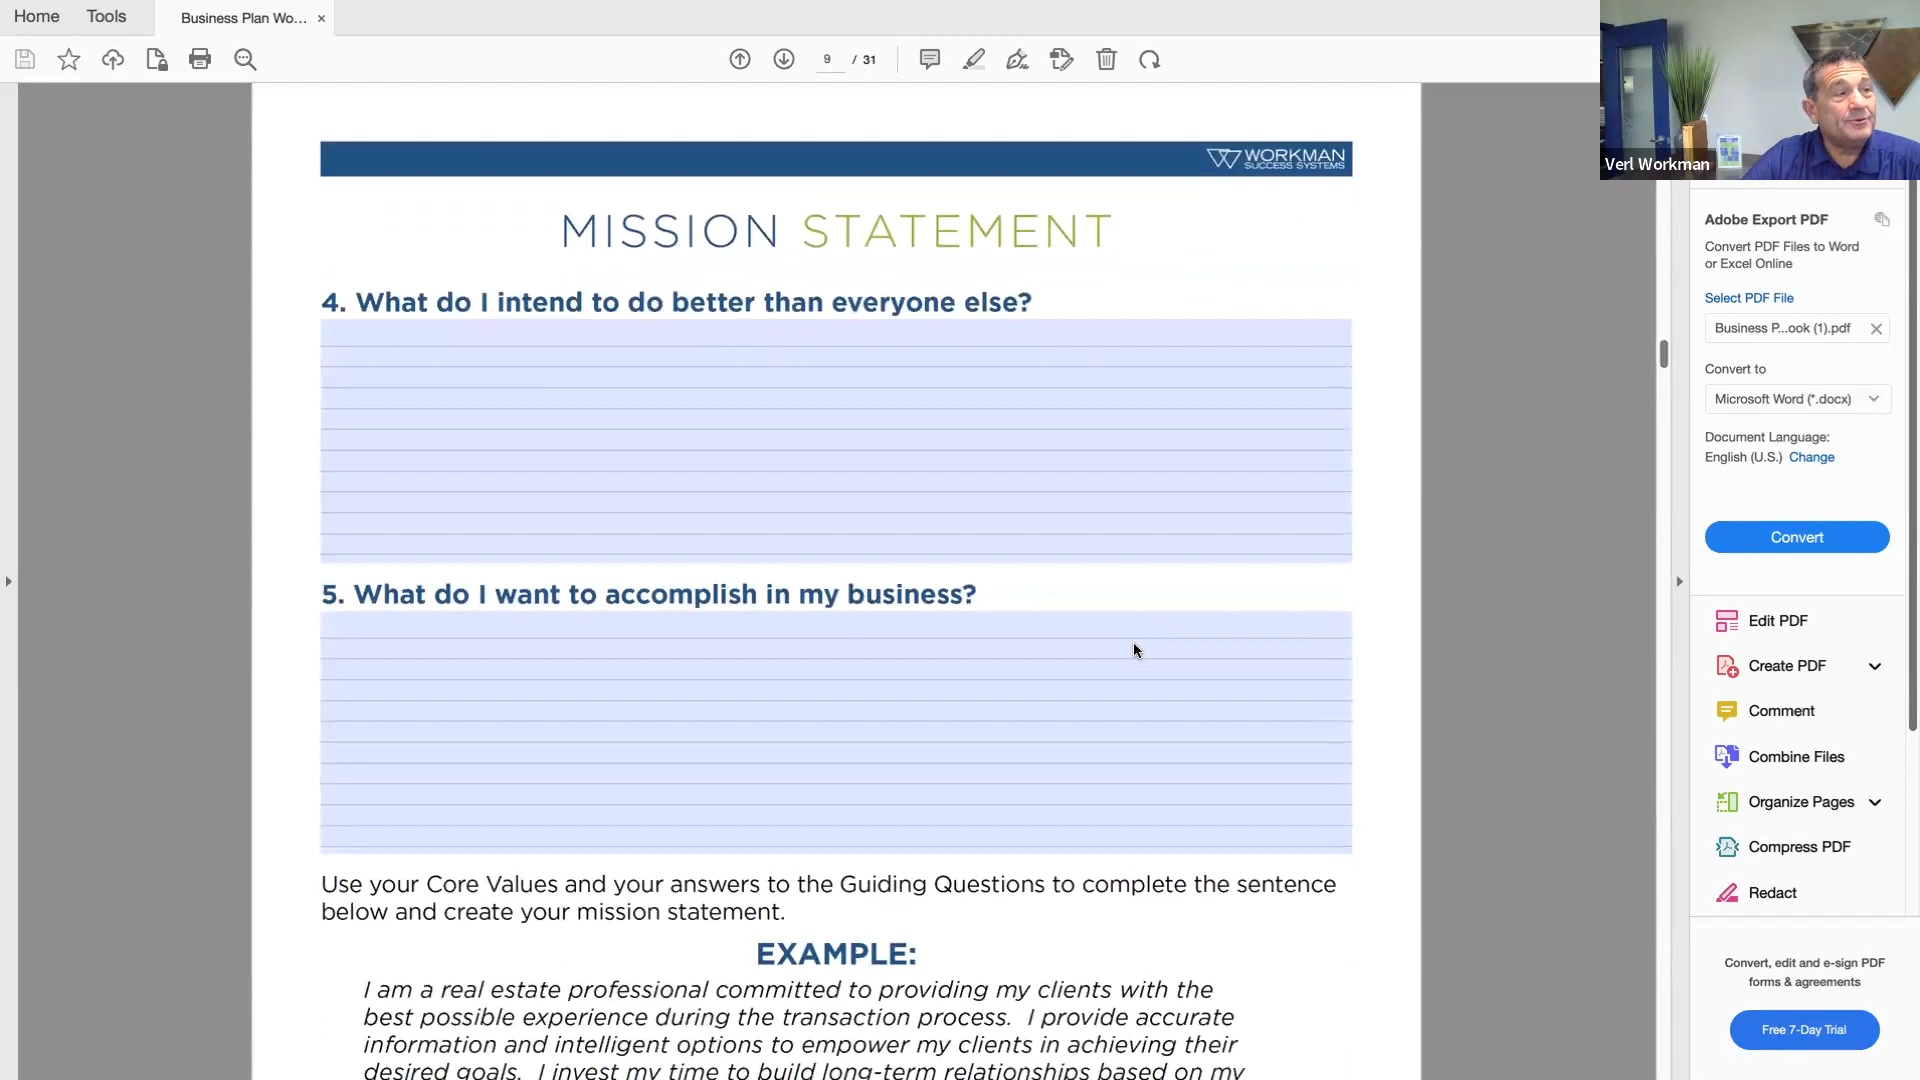 Home
Tools
Business Plan Wo...
9 / 31
Verl Workman
WORKMAN
SUCCESS SYSTEMS
MISSION STATEMENT
4. What do I intend to do better than everyone else?
5. What do I want to accomplish in my business?
Use your Core Values and your answers to the Guiding Questions to complete the sentence
below and create your mission statement.
EXAMPLE:
I am a real estate professional committed to providing my clients with the
best possible experience during the transaction process. I provide accurate
information and intelligent options to empower my clients in achieving their
desired goals. I invest my time to build long-term relationships based on my
Adobe Export PDF
Convert PDF Files to Word
or Excel Online
Select PDF File
Business P...ook (1).pdf
Convert to
Microsoft Word (*.docx)
Document Language:
English (U.S.) Change
Convert
Edit PDF
Create PDF
Comment
Combine Files
Organize Pages
Compress PDF
Redact
Convert, edit and e-sign PDF
forms & agreements
Free 7-Day Trial